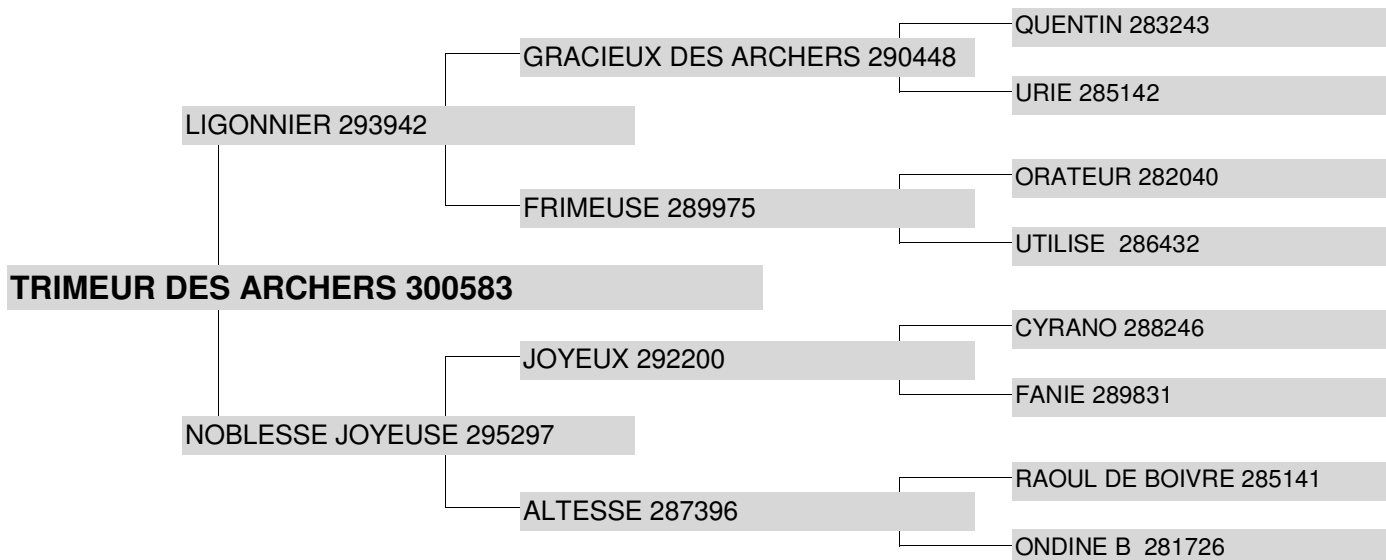 QUENTIN 283243
GRACIEUX DES ARCHERS 290448
URIE 285142
LIGONNIER 293942
ORATEUR 282040
FRIMEUSE 289975
UTILISE 286432
TRIMEUR DES ARCHERS 300583
CYRANO 288246
JOYEUX 292200
FANIE 289831
NOBLESSE JOYEUSE 295297
RAOUL DE BOIVRE 285141
ALTESSE 287396
ONDINE B 281726